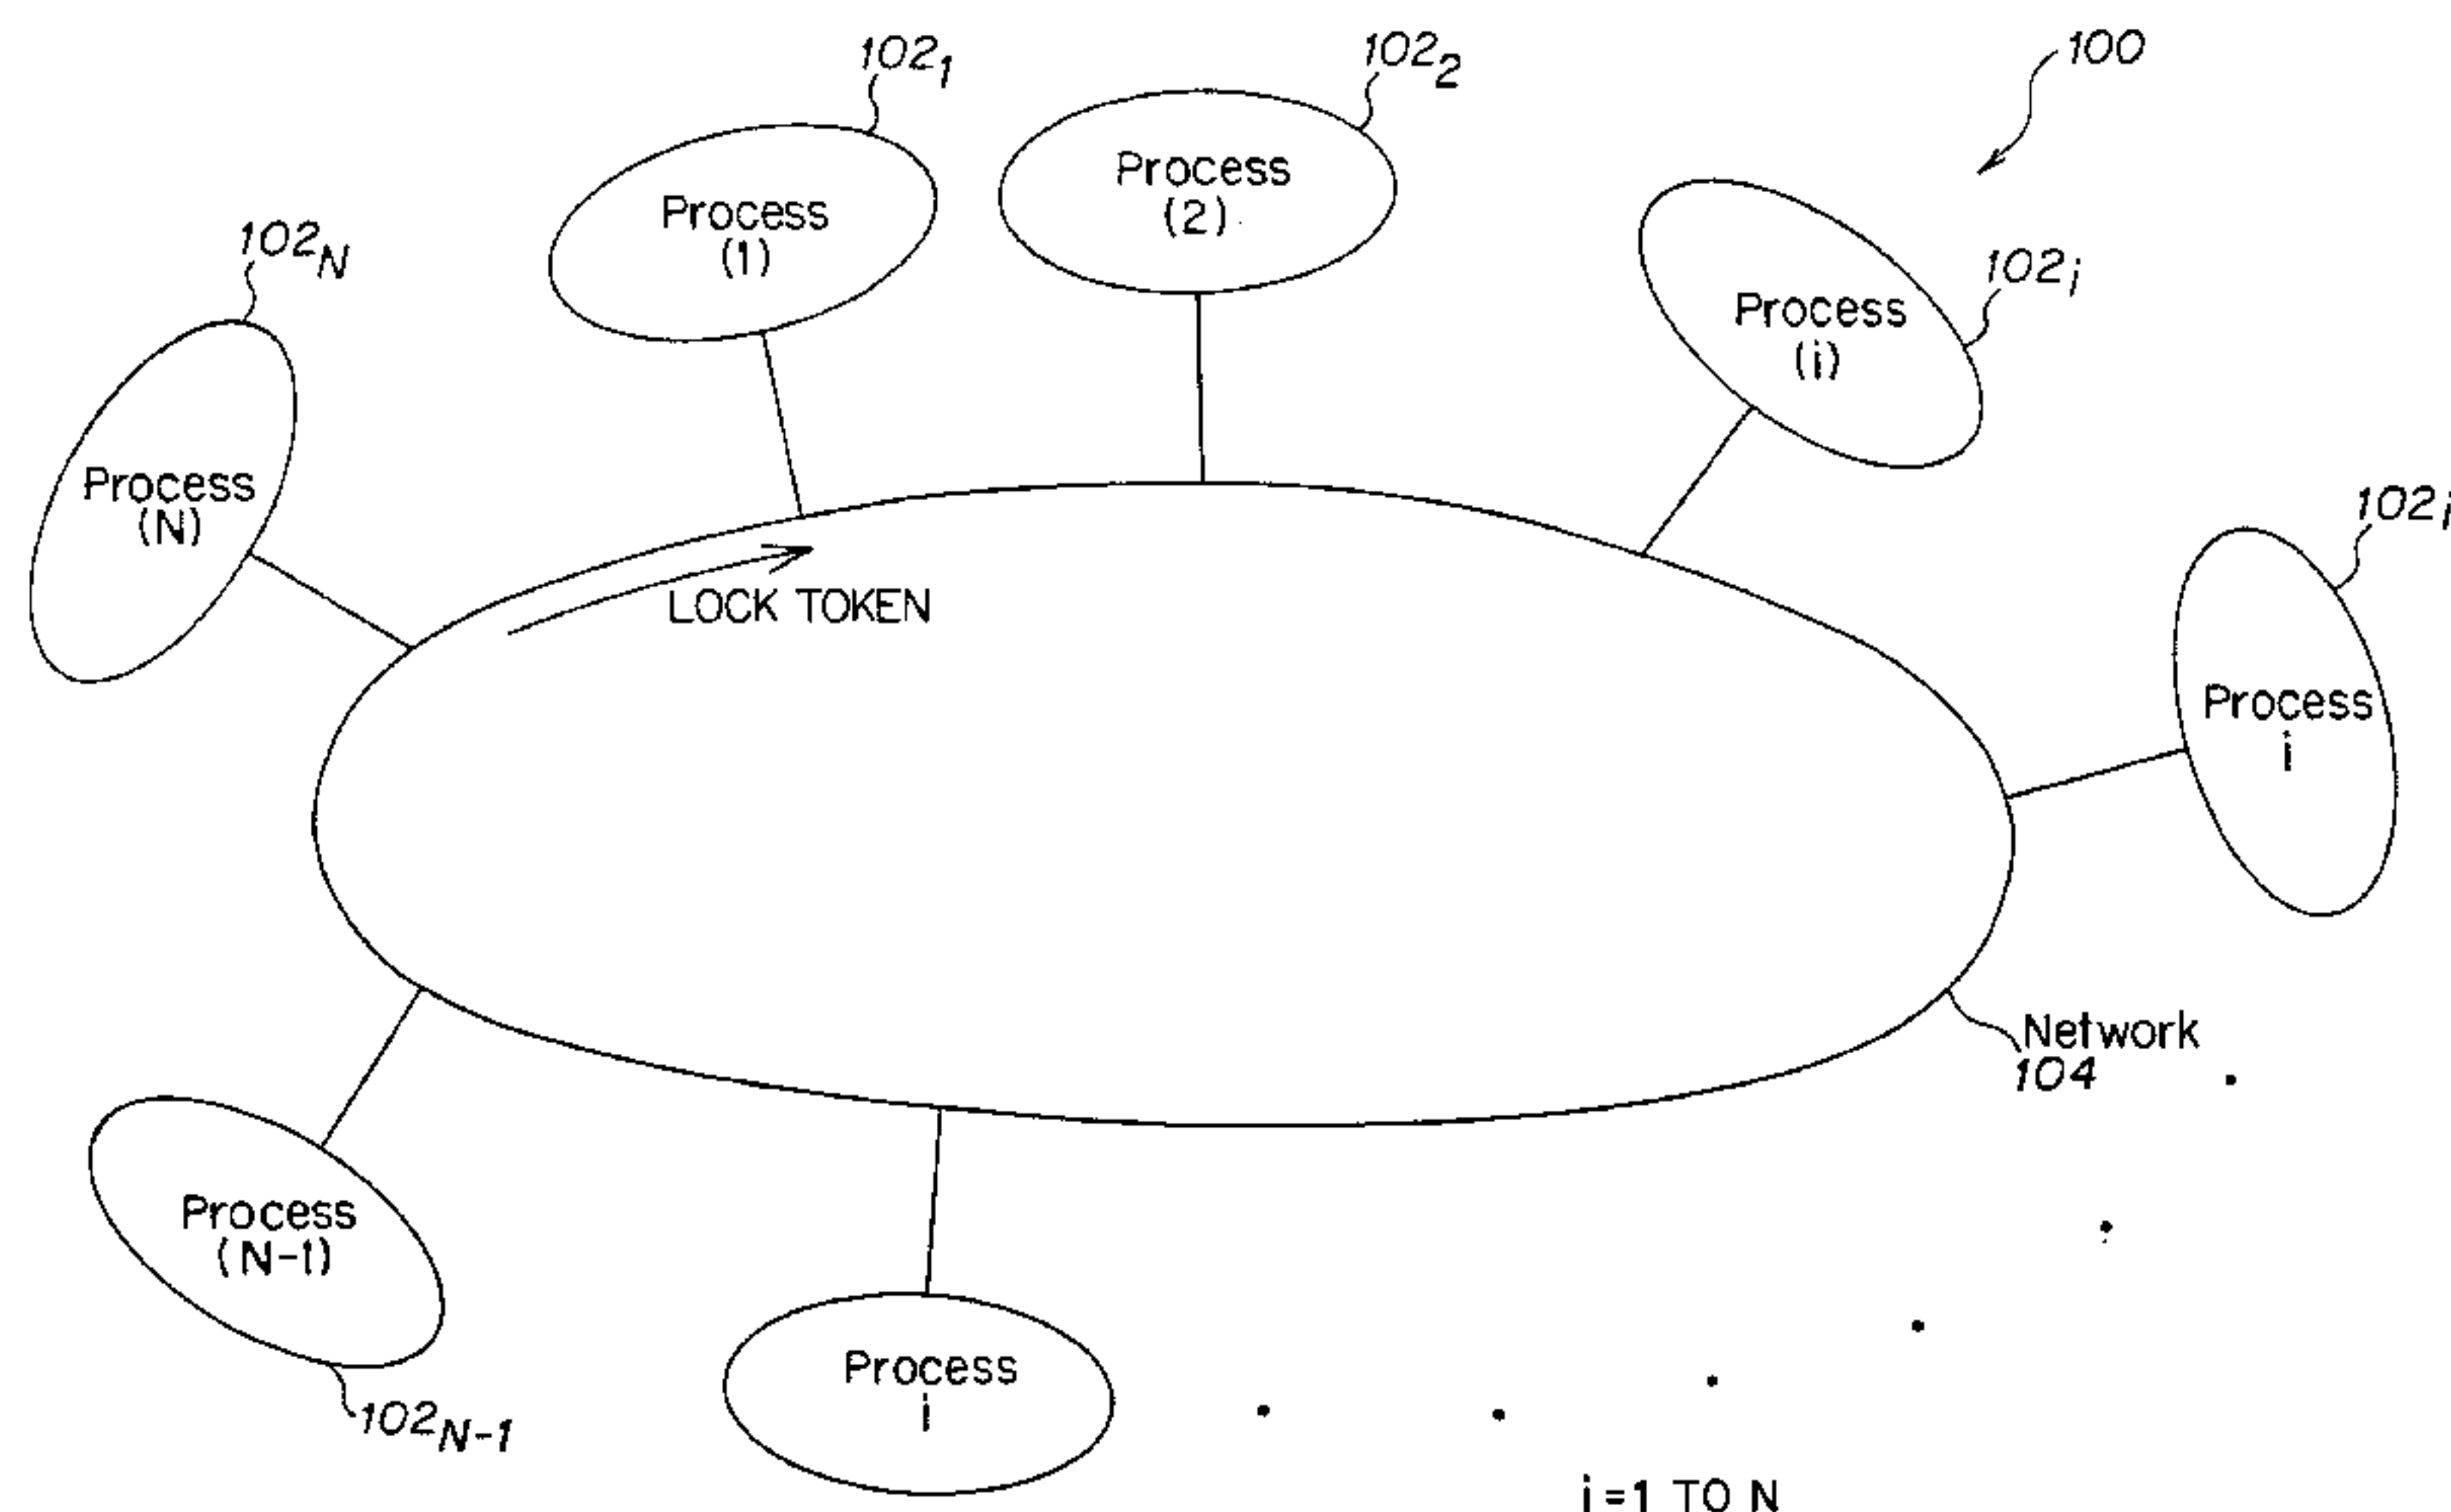 102₁
102₂
100
Process
(1)
Process
(2)
102N
Process
(i)
102i
Process
(N)
LOCK TOKEN
102i
Process
i
Network
104
Process
(N-1)
102N-1
Process
i
i=1 TO N